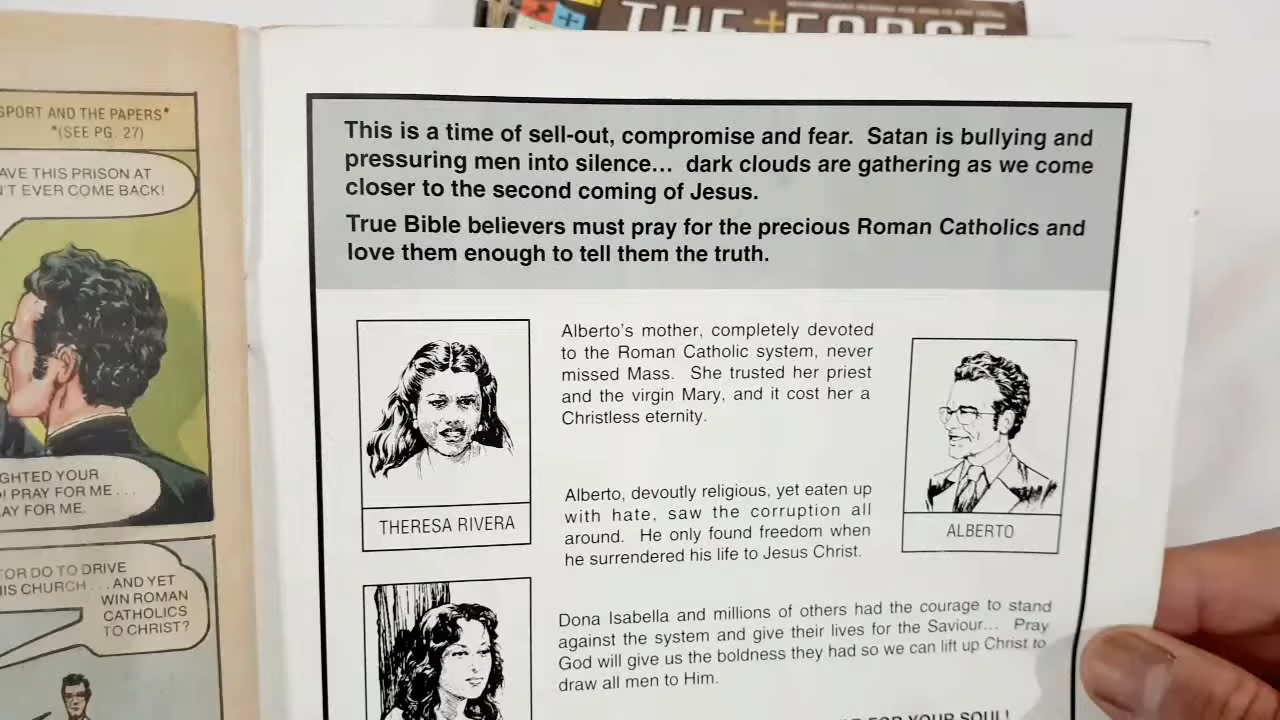 THE FORCE
SPORT AND THE PAPERS*
*(SEE PG. 27)
AVE THIS PRISON AT
N'T EVER COME BACK!
GHTED YOUR
! PRAY FOR ME...
AY FOR ME.
TOR DO TO DRIVE
HIS CHURCH...AND YET
WIN ROMAN
CATHOLICS
TO CHRIST?
This is a time of sell-out, compromise and fear. Satan is bullying and
pressuring men into silence... dark clouds are gathering as we come
closer to the second coming of Jesus.
True Bible believers must pray for the precious Roman Catholics and
love them enough to tell them the truth.
Alberto's mother, completely devoted
to the Roman Catholic system, never
missed Mass. She trusted her priest
and the virgin Mary, and it cost her a
Christless eternity.
THERESA RIVERA
Alberto, devoutly religious, yet eaten up
with hate, saw the corruption all
around. He only found freedom when
he surrendered his life to Jesus Christ.
ALBERTO
Dona Isabella and millions of others had the courage to stand
against the system and give their lives for the Saviour... Pray
God will give us the boldness they had so we can lift up Christ to
draw all men to Him.
FOR YOUR SOUL!